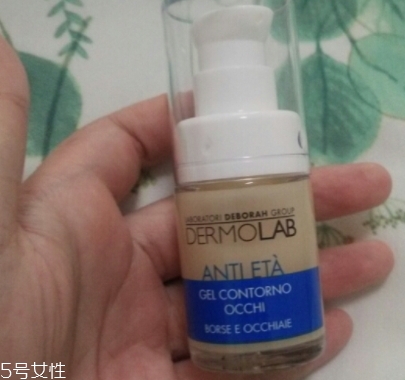 LABORATORI DEBORAH GROUP
DERMOLAB
ANTI ETÀ
GEL CONTORNO
OCCHI
BORSE E OCCHIAIE
5号女性